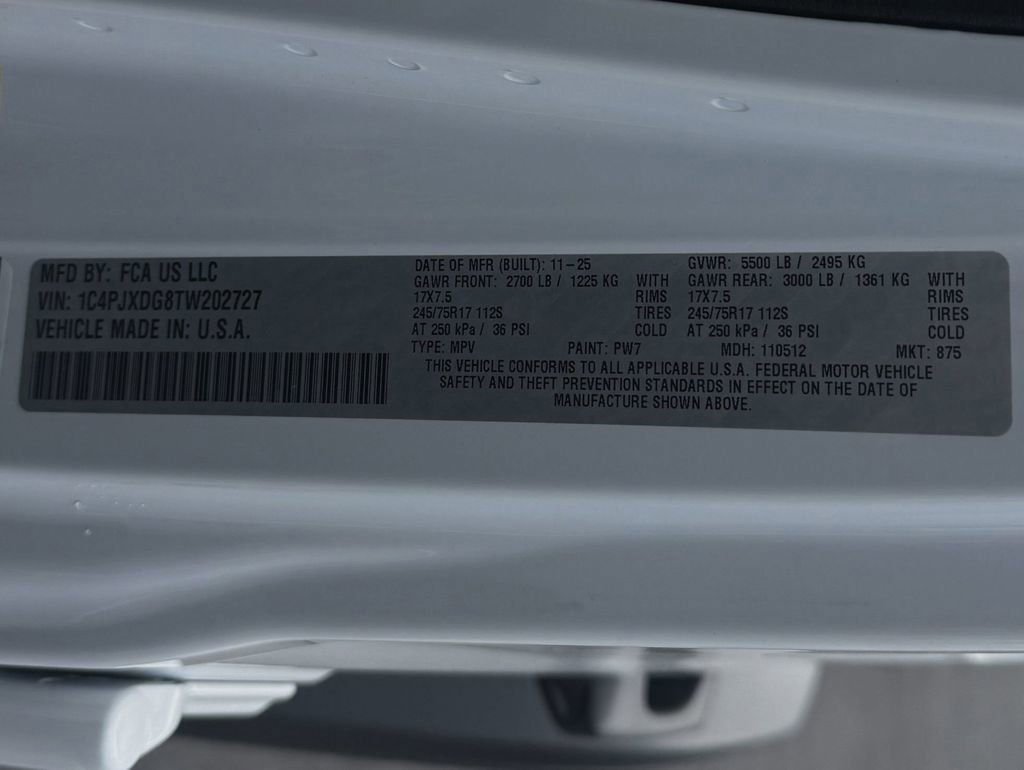 MFD BY: FCA US LLC
VIN: 1C4PJXDG8TW202727
VEHICLE MADE IN: U.S.A.
DATE OF MFR (BUILT): 11-25 GVWR: 5500 LB / 2495 KG
GAWR FRONT: 2700 LB / 1225 KG WITH GAWR REAR: 3000 LB / 1361 KG WITH
17X7.5 RIMS 17X7.5 RIMS
245/75R17 112S TIRES 245/75R17 112S TIRES
AT 250 kPa / 36 PSI COLD AT 250 kPa / 36 PSI COLD
TYPE: MPV PAINT: PW7 MDH: 110512 MKT: 875
THIS VEHICLE CONFORMS TO ALL APPLICABLE U.S.A. FEDERAL MOTOR VEHICLE
SAFETY AND THEFT PREVENTION STANDARDS IN EFFECT ON THE DATE OF
MANUFACTURE SHOWN ABOVE.